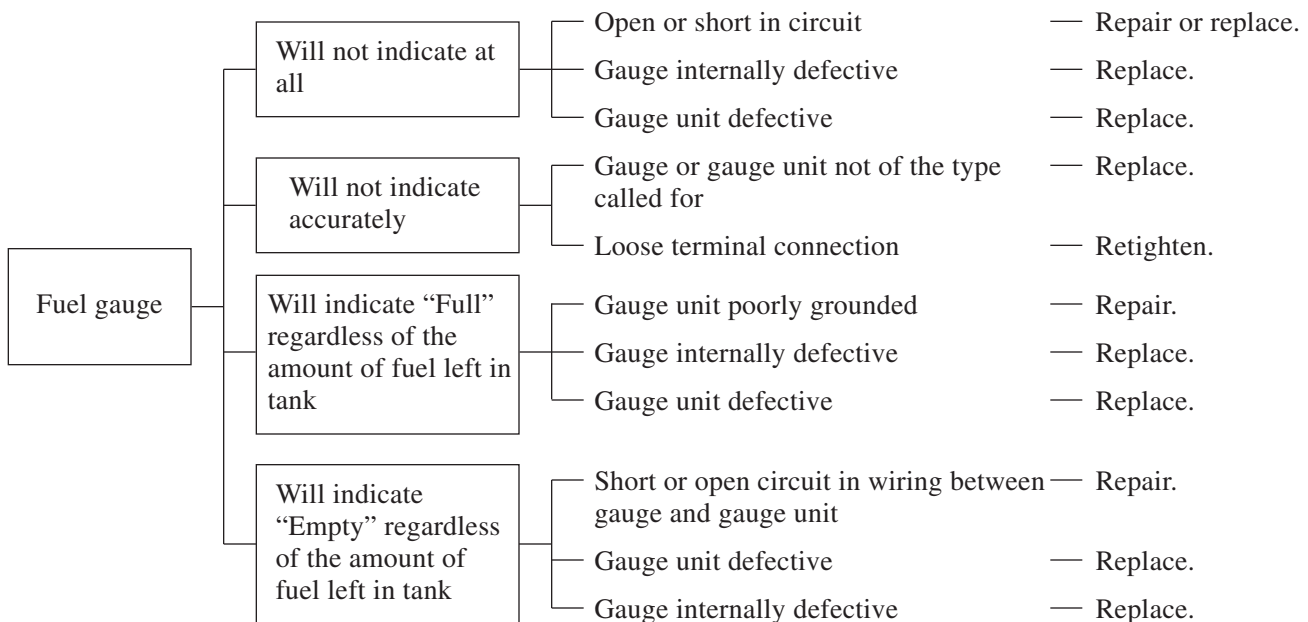 Fuel gauge
Will not indicate at
all
Open or short in circuit — Repair or replace.
Gauge internally defective — Replace.
Gauge unit defective — Replace.
Will not indicate
accurately
Gauge or gauge unit not of the type — Replace.
called for
Loose terminal connection — Retighten.
Will indicate “Full”
regardless of the
amount of fuel left in
tank
Gauge unit poorly grounded — Repair.
Gauge internally defective — Replace.
Gauge unit defective — Replace.
Will indicate
“Empty” regardless
of the amount of
fuel left in tank
Short or open circuit in wiring between — Repair.
gauge and gauge unit
Gauge unit defective — Replace.
Gauge internally defective — Replace.